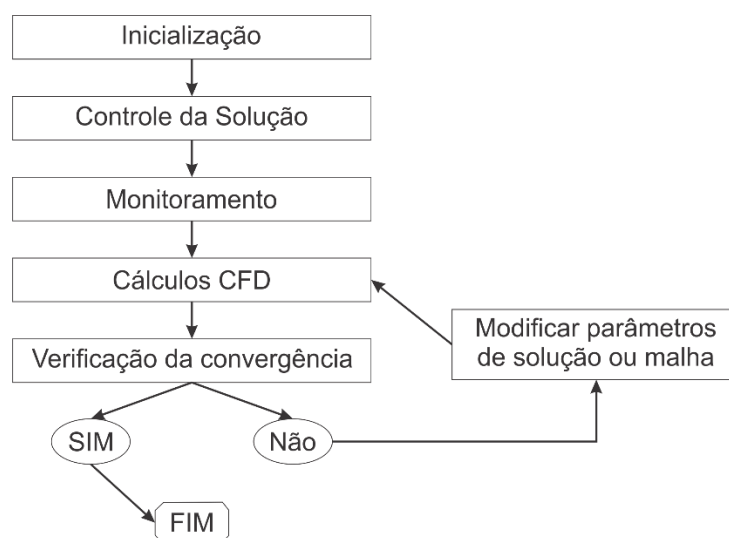 Inicialização
Controle da Solução
Monitoramento
Cálculos CFD
Modificar parâmetros
de solução ou malha
Verificação da convergência
SIM
Não
FIM